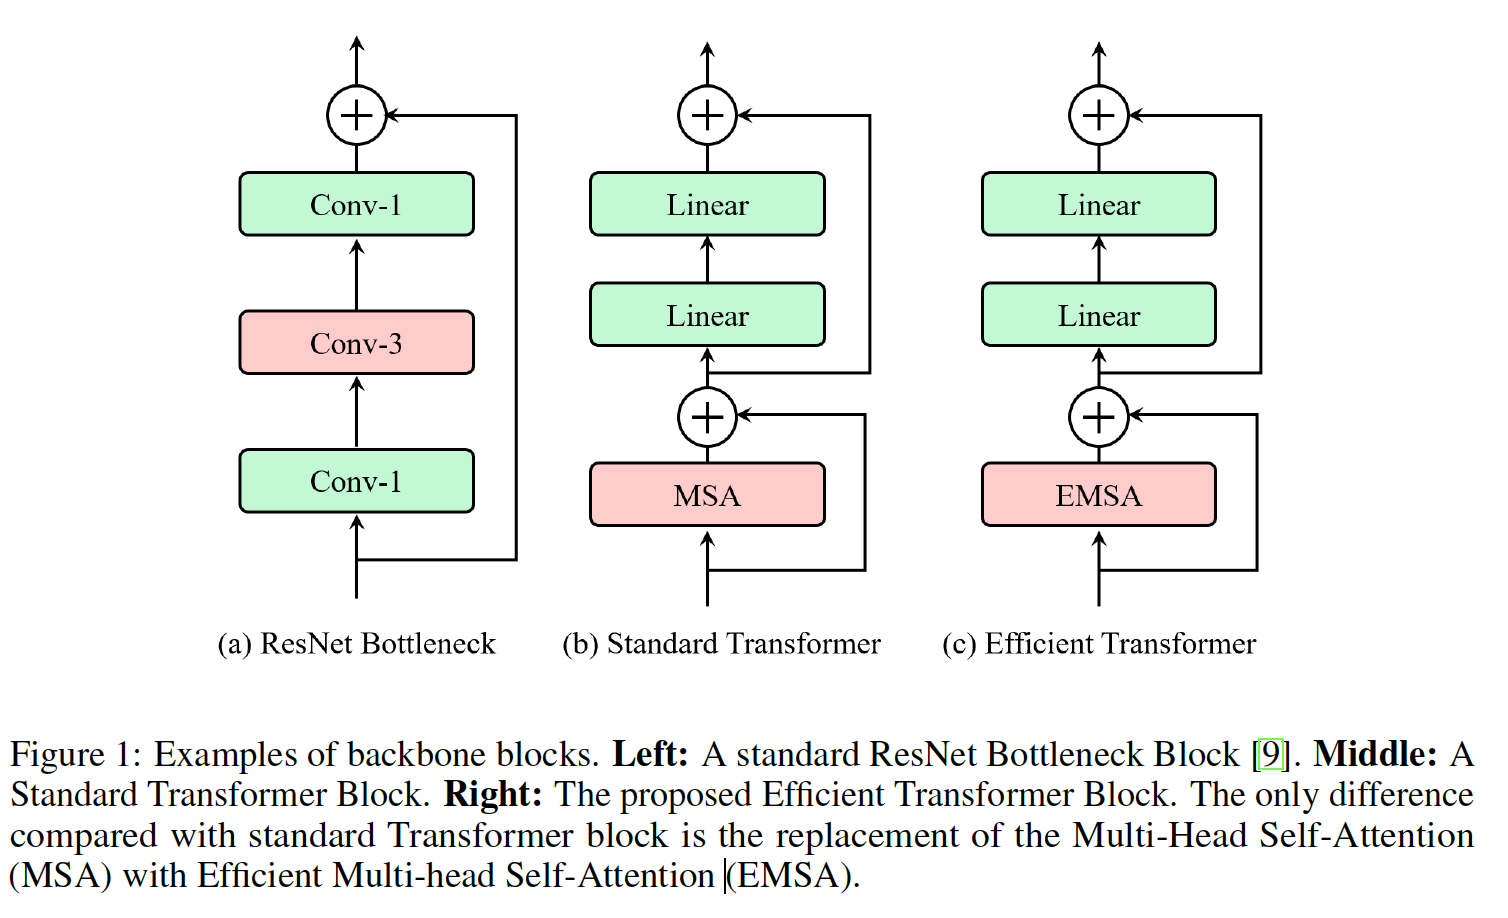 Conv-1
Conv-3
Conv-1
(a) ResNet Bottleneck
Linear
Linear
MSA
(b) Standard Transformer
Linear
Linear
EMSA
(c) Efficient Transformer
Figure 1: Examples of backbone blocks. Left: A standard ResNet Bottleneck Block [9]. Middle: A
Standard Transformer Block. Right: The proposed Efficient Transformer Block. The only difference
compared with standard Transformer block is the replacement of the Multi-Head Self-Attention
(MSA) with Efficient Multi-head Self-Attention (EMSA).